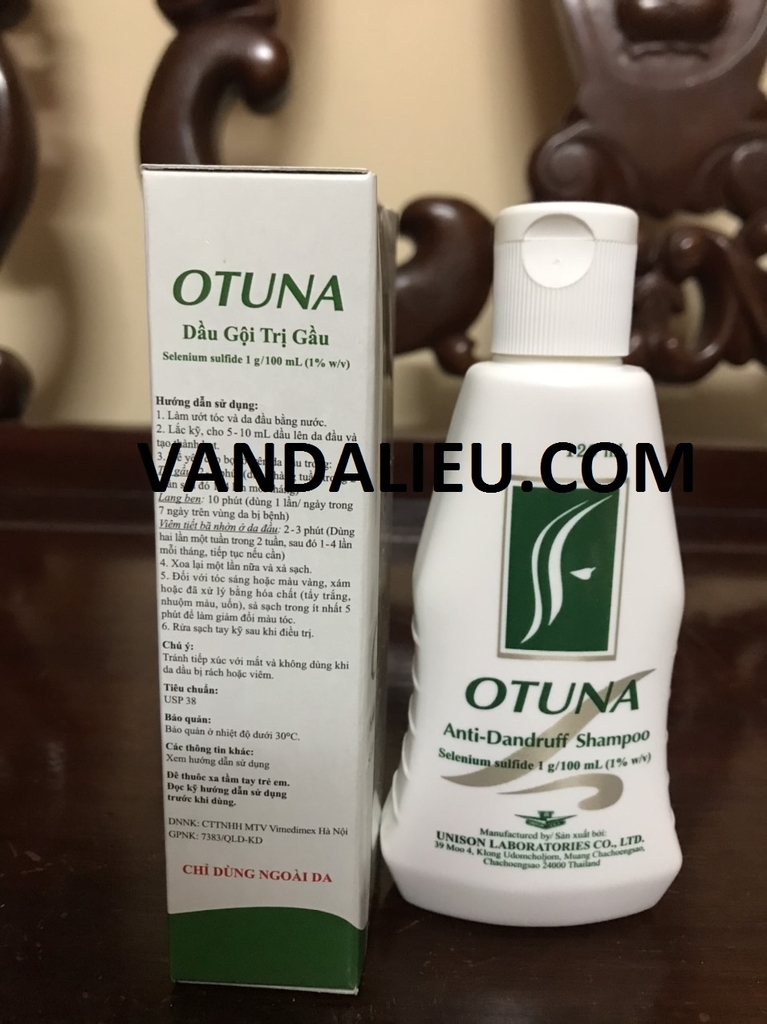 OTUNA
Dầu Gội Trị Gầu
Selenium sulfide 1 g/100 mL (1% w/v)
Hướng dẫn sử dụng:
1. Làm ướt tóc và da đầu bằng nước.
2. Lắc kỹ, cho 5-10 mL dầu lên da đầu và
tạo
3.
Lang ben: 10 phút (dùng 1 lần/ ngày trong
7 ngày trên vùng da bị bệnh)
Viêm tiết bã nhờn ở da đầu: 2-3 phút (Dùng
hai lần một tuần trong 2 tuần, sau đó 1-4 lần
mỗi tháng, tiếp tục nếu cần)
4. Xoa lại một lần nữa và xả sạch.
5. Đối với tóc sáng hoặc màu vàng, xám
hoặc đã xử lý bằng hóa chất (tẩy trắng,
nhuộm màu, uốn), xả sạch trong ít nhất 5
phút để làm giảm đổi màu tóc.
6. Rửa sạch tay kỹ sau khi điều trị.
Chú ý:
Tránh tiếp xúc với mắt và không dùng khi
da đầu bị rách hoặc viêm.
Tiêu chuẩn:
USP 38
Bảo quản:
Bảo quản ở nhiệt độ dưới 30°C.
Các thông tin khác:
Xem hướng dẫn sử dụng
Để thuốc xa tầm tay trẻ em.
Đọc kỹ hướng dẫn sử dụng
trước khi dùng.
DNNK: CTTNHH MTV Vimedimex Hà Nội
GPNK: 7383/QLD-KD
CHỈ DÙNG NGOÀI DA
VANDALIEU.COM
OTUNA
Anti-Dandruff Shampoo
Selenium sulfide 1 g/100 mL (1% w/v)
Manufactured by/ Sản xuất bởi:
UNISON LABORATORIES CO., LTD.
39 Moo 4, Klong Udomcholjorn, Muang Chachoengsao,
Chachoengsao 24000 Thailand